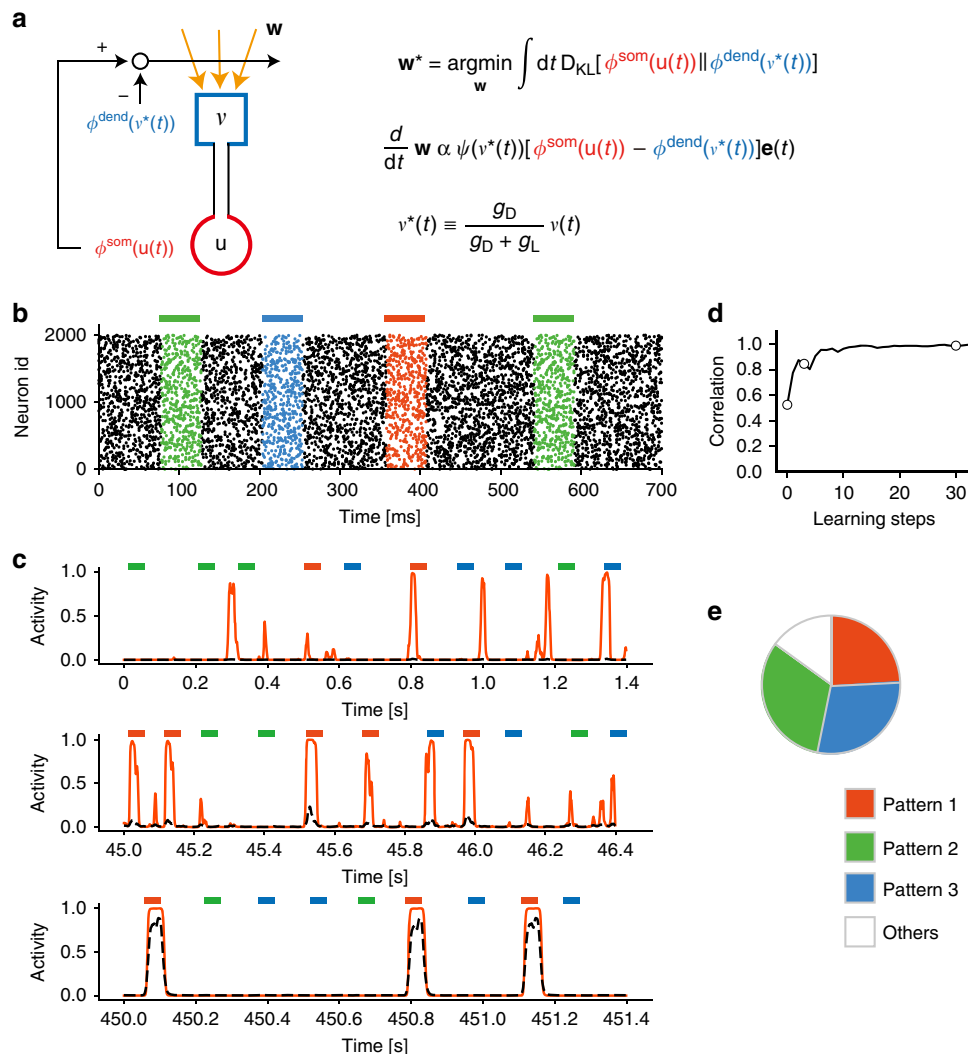 a
+
w
−
ϕ^dend(v*(t))
v
u
ϕ^som(u(t))
w* = argmin_w ∫ dt D_KL[ϕ^som(u(t))||ϕ^dend(v*(t))]
d/dt w α ψ(v*(t))[ϕ^som(u(t)) − ϕ^dend(v*(t))]e(t)
v*(t) ≡ g_D / (g_D + g_L) v(t)
b
2000
1000
0
Neuron id
0 100 200 300 400 500 600 700
Time [ms]
d
1.0
0.8
0.6
0.4
0.2
0.0
Correlation
0 10 20 30
Learning steps
c
1.0
0.5
0.0
Activity
0 0.2 0.4 0.6 0.8 1.0 1.2 1.4
Time [s]
1.0
0.5
0.0
Activity
45.0 45.2 45.4 45.6 45.8 46.0 46.2 46.4
Time [s]
1.0
0.5
0.0
Activity
450.0 450.2 450.4 450.6 450.8 451.0 451.2 451.4
Time [s]
e
Pattern 1
Pattern 2
Pattern 3
Others